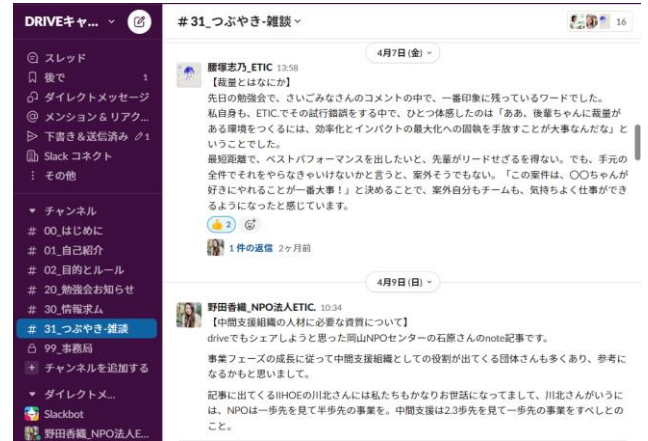 DRIVEキャ...
#31_つぶやき-雑談
16
スレッド
後で 1
ダイレクトメッセージ
メンション & リアク...
下書き & 送信済み 1
Slack コネクト
その他
チャンネル
# 00_はじめに
# 01_自己紹介
# 02_目的とルール
# 20_勉強会お知らせ
# 30_情報求ム
# 31_つぶやき-雑談
99_事務局
+ チャンネルを追加する
ダイレクトメ...
Slackbot
野田香織_NPO法人E...
4月7日(金)
腰塚志乃_ETIC 13:58
【裁量とはなにか】
先日の勉強会で、さいごみなさんのコメントの中で、一番印象に残っているワードでした。
私自身も、ETIC.でその試行錯誤をする中で、ひとつ体感したのは「ああ、後輩ちゃんに裁量が
ある環境をつくるには、効率化とインパクトの最大化への固執を手放すことが大事なんだな」と
いうことでした。
最短距離で、ベストパフォーマンスを出したいと、先輩がリードせざるを得ない。でも、手元の
全件でそれをやらなきゃいけないかと言うと、案外そうでもない。「この案件は、〇〇ちゃんが
好きにやれることが一番大事!」と決めることで、案外自分もチームも、気持ちよく仕事ができ
るようになったと感じています。
2
1 件の返信 2ヶ月前
4月9日(日)
野田香織_NPO法人ETIC. 10:34
【中間支援組織の人材に必要な資質について】
driveでもシェアしようと思った岡山NPOセンターの石原さんのnote記事です。
事業フェーズの成長に従って中間支援組織としての役割が出てくる団体さんも多くあり、参考に
なるかもと思いまして。
記事に出てくるIIHOEの川北さんには私たちもかなりお世話になってまして、川北さんがいうに
は、NPOは一歩先を見て半歩先の事業を。中間支援は2.3歩先を見て一歩先の事業をすべしとの
こと。